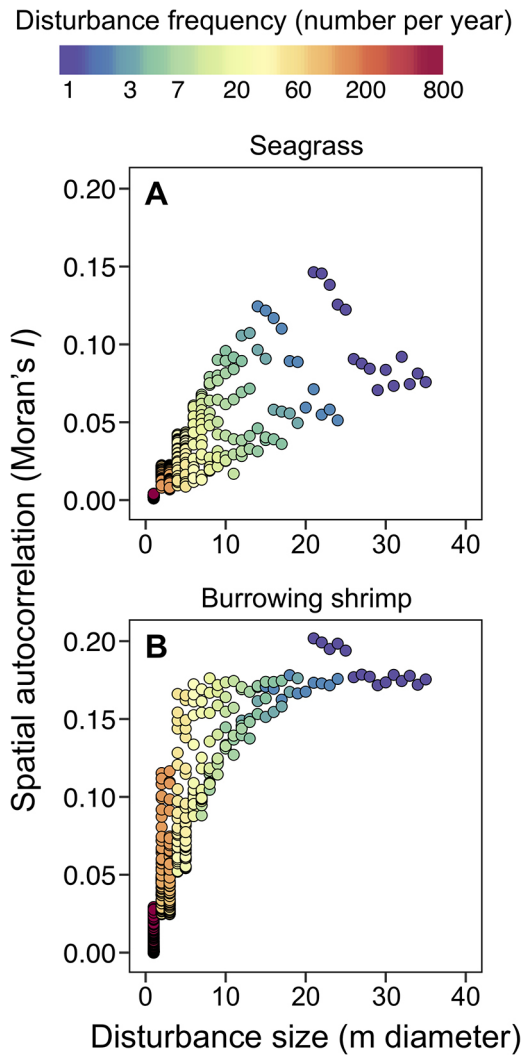 Disturbance frequency (number per year)
1 3 7 20 60 200 800
Seagrass
A
0.20
0.15
0.10
0.05
0.00
0 10 20 30 40
Spatial autocorrelation (Moran's I)
Burrowing shrimp
B
0.20
0.15
0.10
0.05
0.00
0 10 20 30 40
Disturbance size (m diameter)